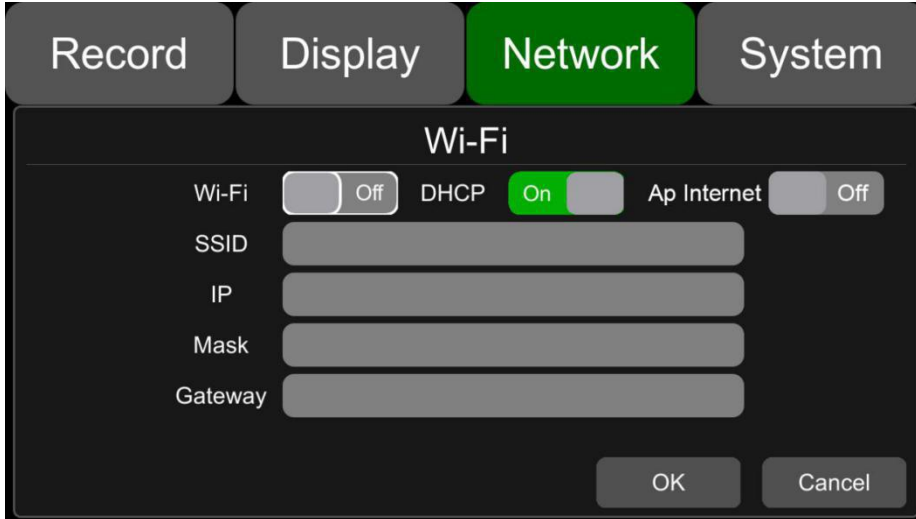 Record Display Network System
Wi-Fi
Wi-Fi Off DHCP On Ap Internet Off
SSID
IP
Mask
Gateway
OK Cancel